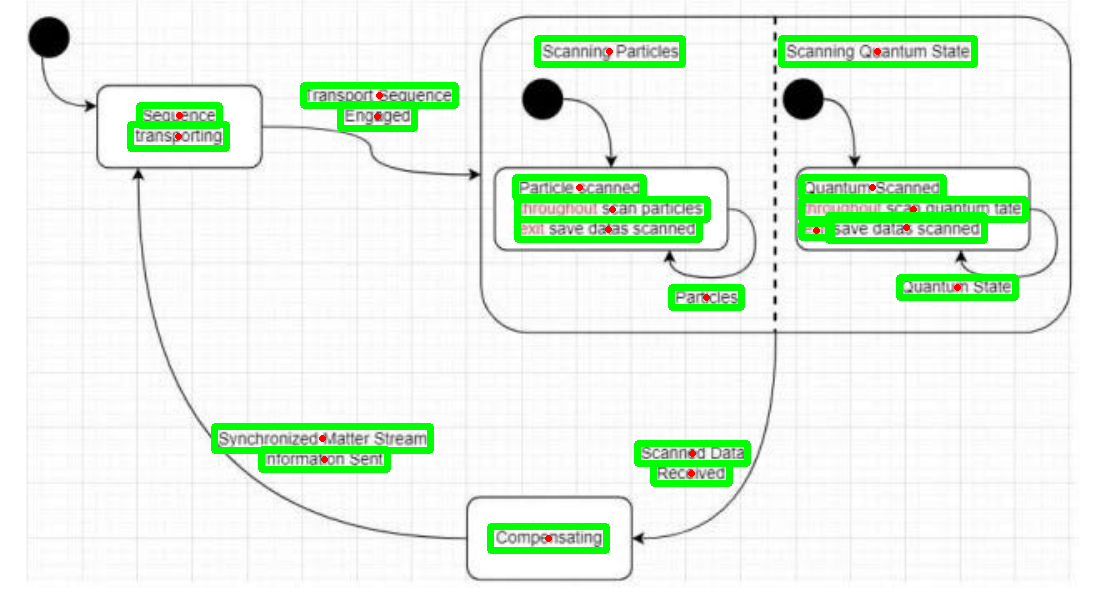 Scanning Particles
Scanning Quantum State
Transport Sequence
Engaged
Sequence
transporting
Particle scanned
throughout scan particles
exit save datas scanned
Particles
Quantum Scanned
throughout scan quantum tate
exit save datas scanned
Quantum State
Synchronized Matter Stream
Information Sent
Scanned Data
Received
Compensating